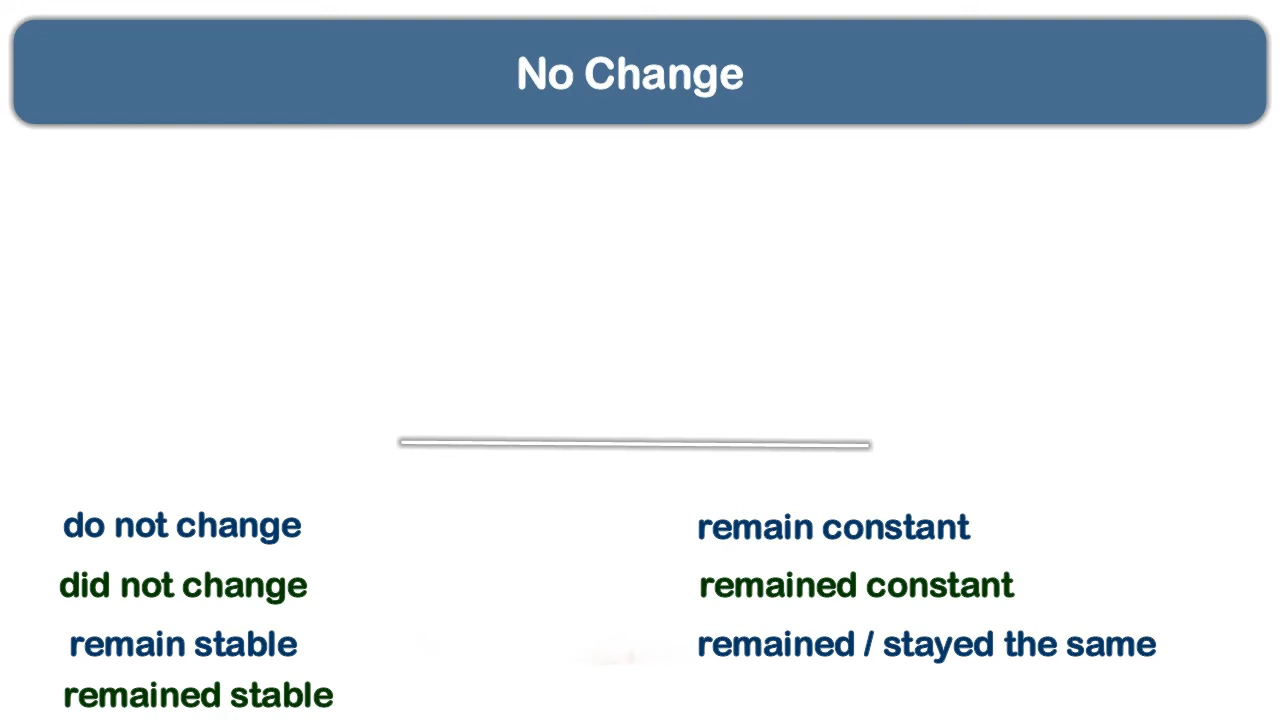 No Change
do not change
did not change
remain stable
remained stable
remain constant
remained constant
remained / stayed the same